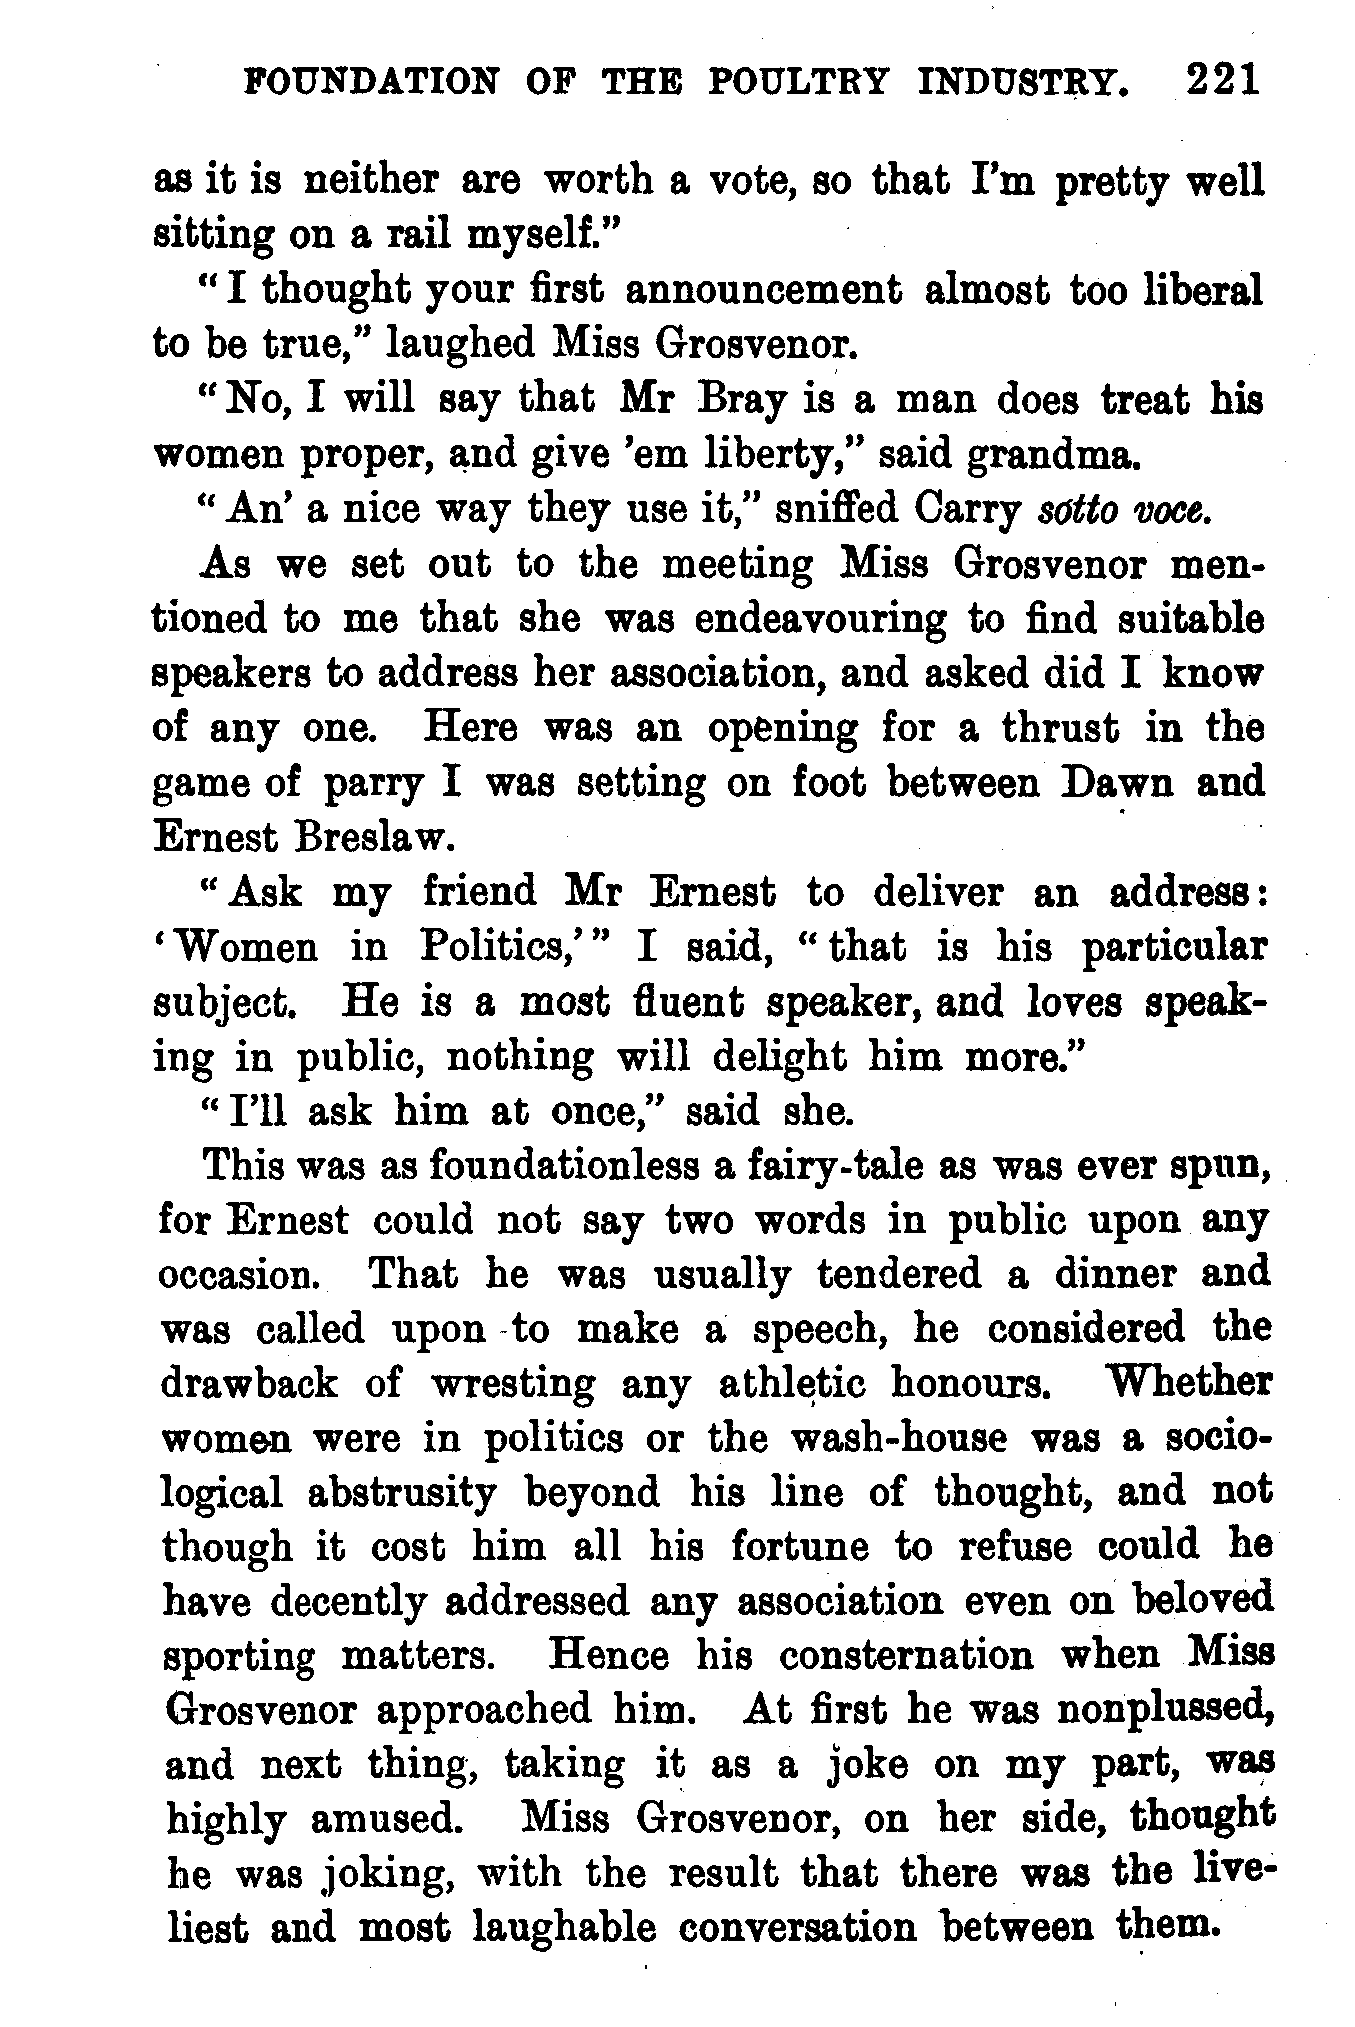 FOUNDATION OF THE POULTRY INDUSTRY. 221
as it is neither are worth a vote, so that I'm pretty well
sitting on a rail myself."
"I thought your first announcement almost too liberal
to be true," laughed Miss Grosvenor.
"No, I will say that Mr Bray is a man does treat his
women proper, and give 'em liberty," said grandma.
"An' a nice way they use it," sniffed Carry sotto voce.
As we set out to the meeting Miss Grosvenor men-
tioned to me that she was endeavouring to find suitable
speakers to address her association, and asked did I know
of any one. Here was an opening for a thrust in the
game of parry I was setting on foot between Dawn and
Ernest Breslaw.
"Ask my friend Mr Ernest to deliver an address:
'Women in Politics,'" I said, "that is his particular
subject. He is a most fluent speaker, and loves speak-
ing in public, nothing will delight him more."
"I'll ask him at once," said she.
This was as foundationless a fairy-tale as was ever spun,
for Ernest could not say two words in public upon any
occasion. That he was usually tendered a dinner and
was called upon to make a speech, he considered the
drawback of wresting any athletic honours. Whether
women were in politics or the wash-house was a socio-
logical abstrusity beyond his line of thought, and not
though it cost him all his fortune to refuse could he
have decently addressed any association even on beloved
sporting matters. Hence his consternation when Miss
Grosvenor approached him. At first he was nonplussed,
and next thing, taking it as a joke on my part, was
highly amused. Miss Grosvenor, on her side, thought
he was joking, with the result that there was the live-
liest and most laughable conversation between them.